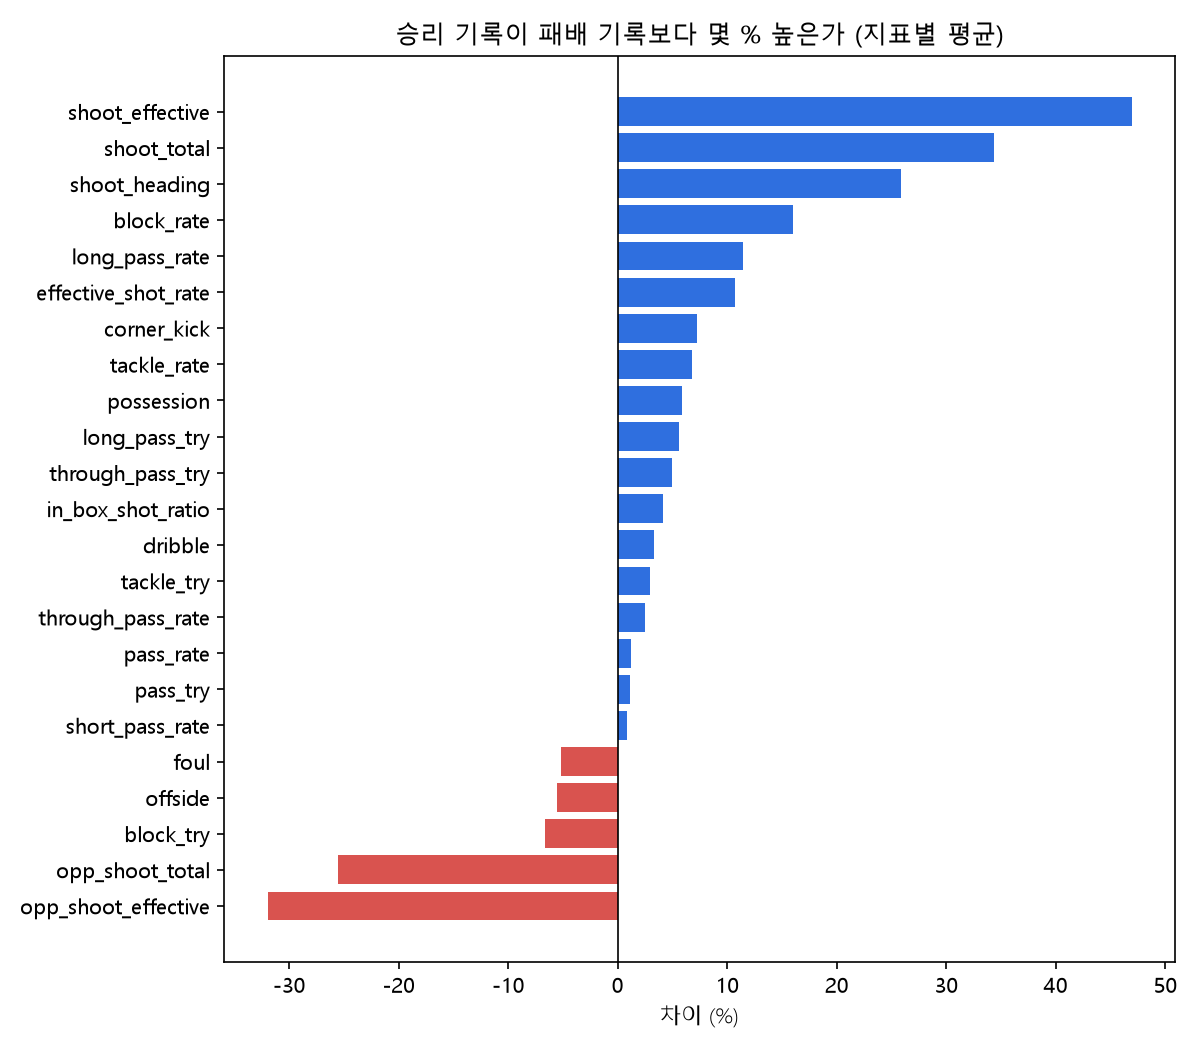 승리 기록이 패배 기록보다 몇 % 높은가 (지표별 평균)
shoot_effective
shoot_total
shoot_heading
block_rate
long_pass_rate
effective_shot_rate
corner_kick
tackle_rate
possession
long_pass_try
through_pass_try
in_box_shot_ratio
dribble
tackle_try
through_pass_rate
pass_rate
pass_try
short_pass_rate
foul
offside
block_try
opp_shoot_total
opp_shoot_effective
-30 -20 -10 0 10 20 30 40 50
차이 (%)